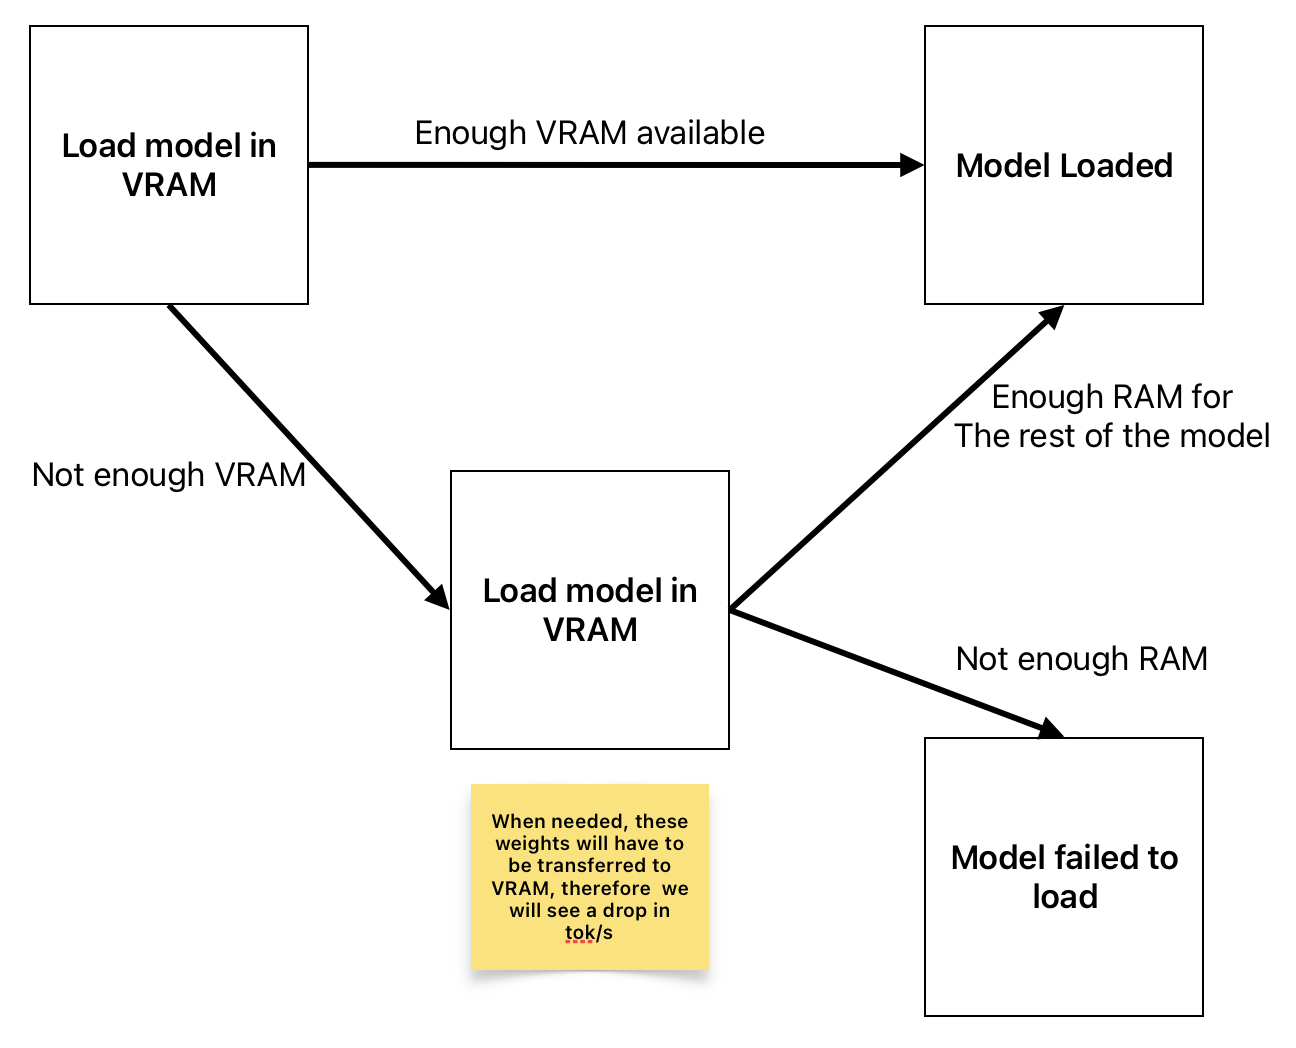 Load model in
VRAM
Enough VRAM available
Model Loaded
Not enough VRAM
Enough RAM for
The rest of the model
Load model in
VRAM
Not enough RAM
When needed, these
weights will have to
be transferred to
VRAM, therefore  we
will see a drop in
tok/s
Model failed to
load